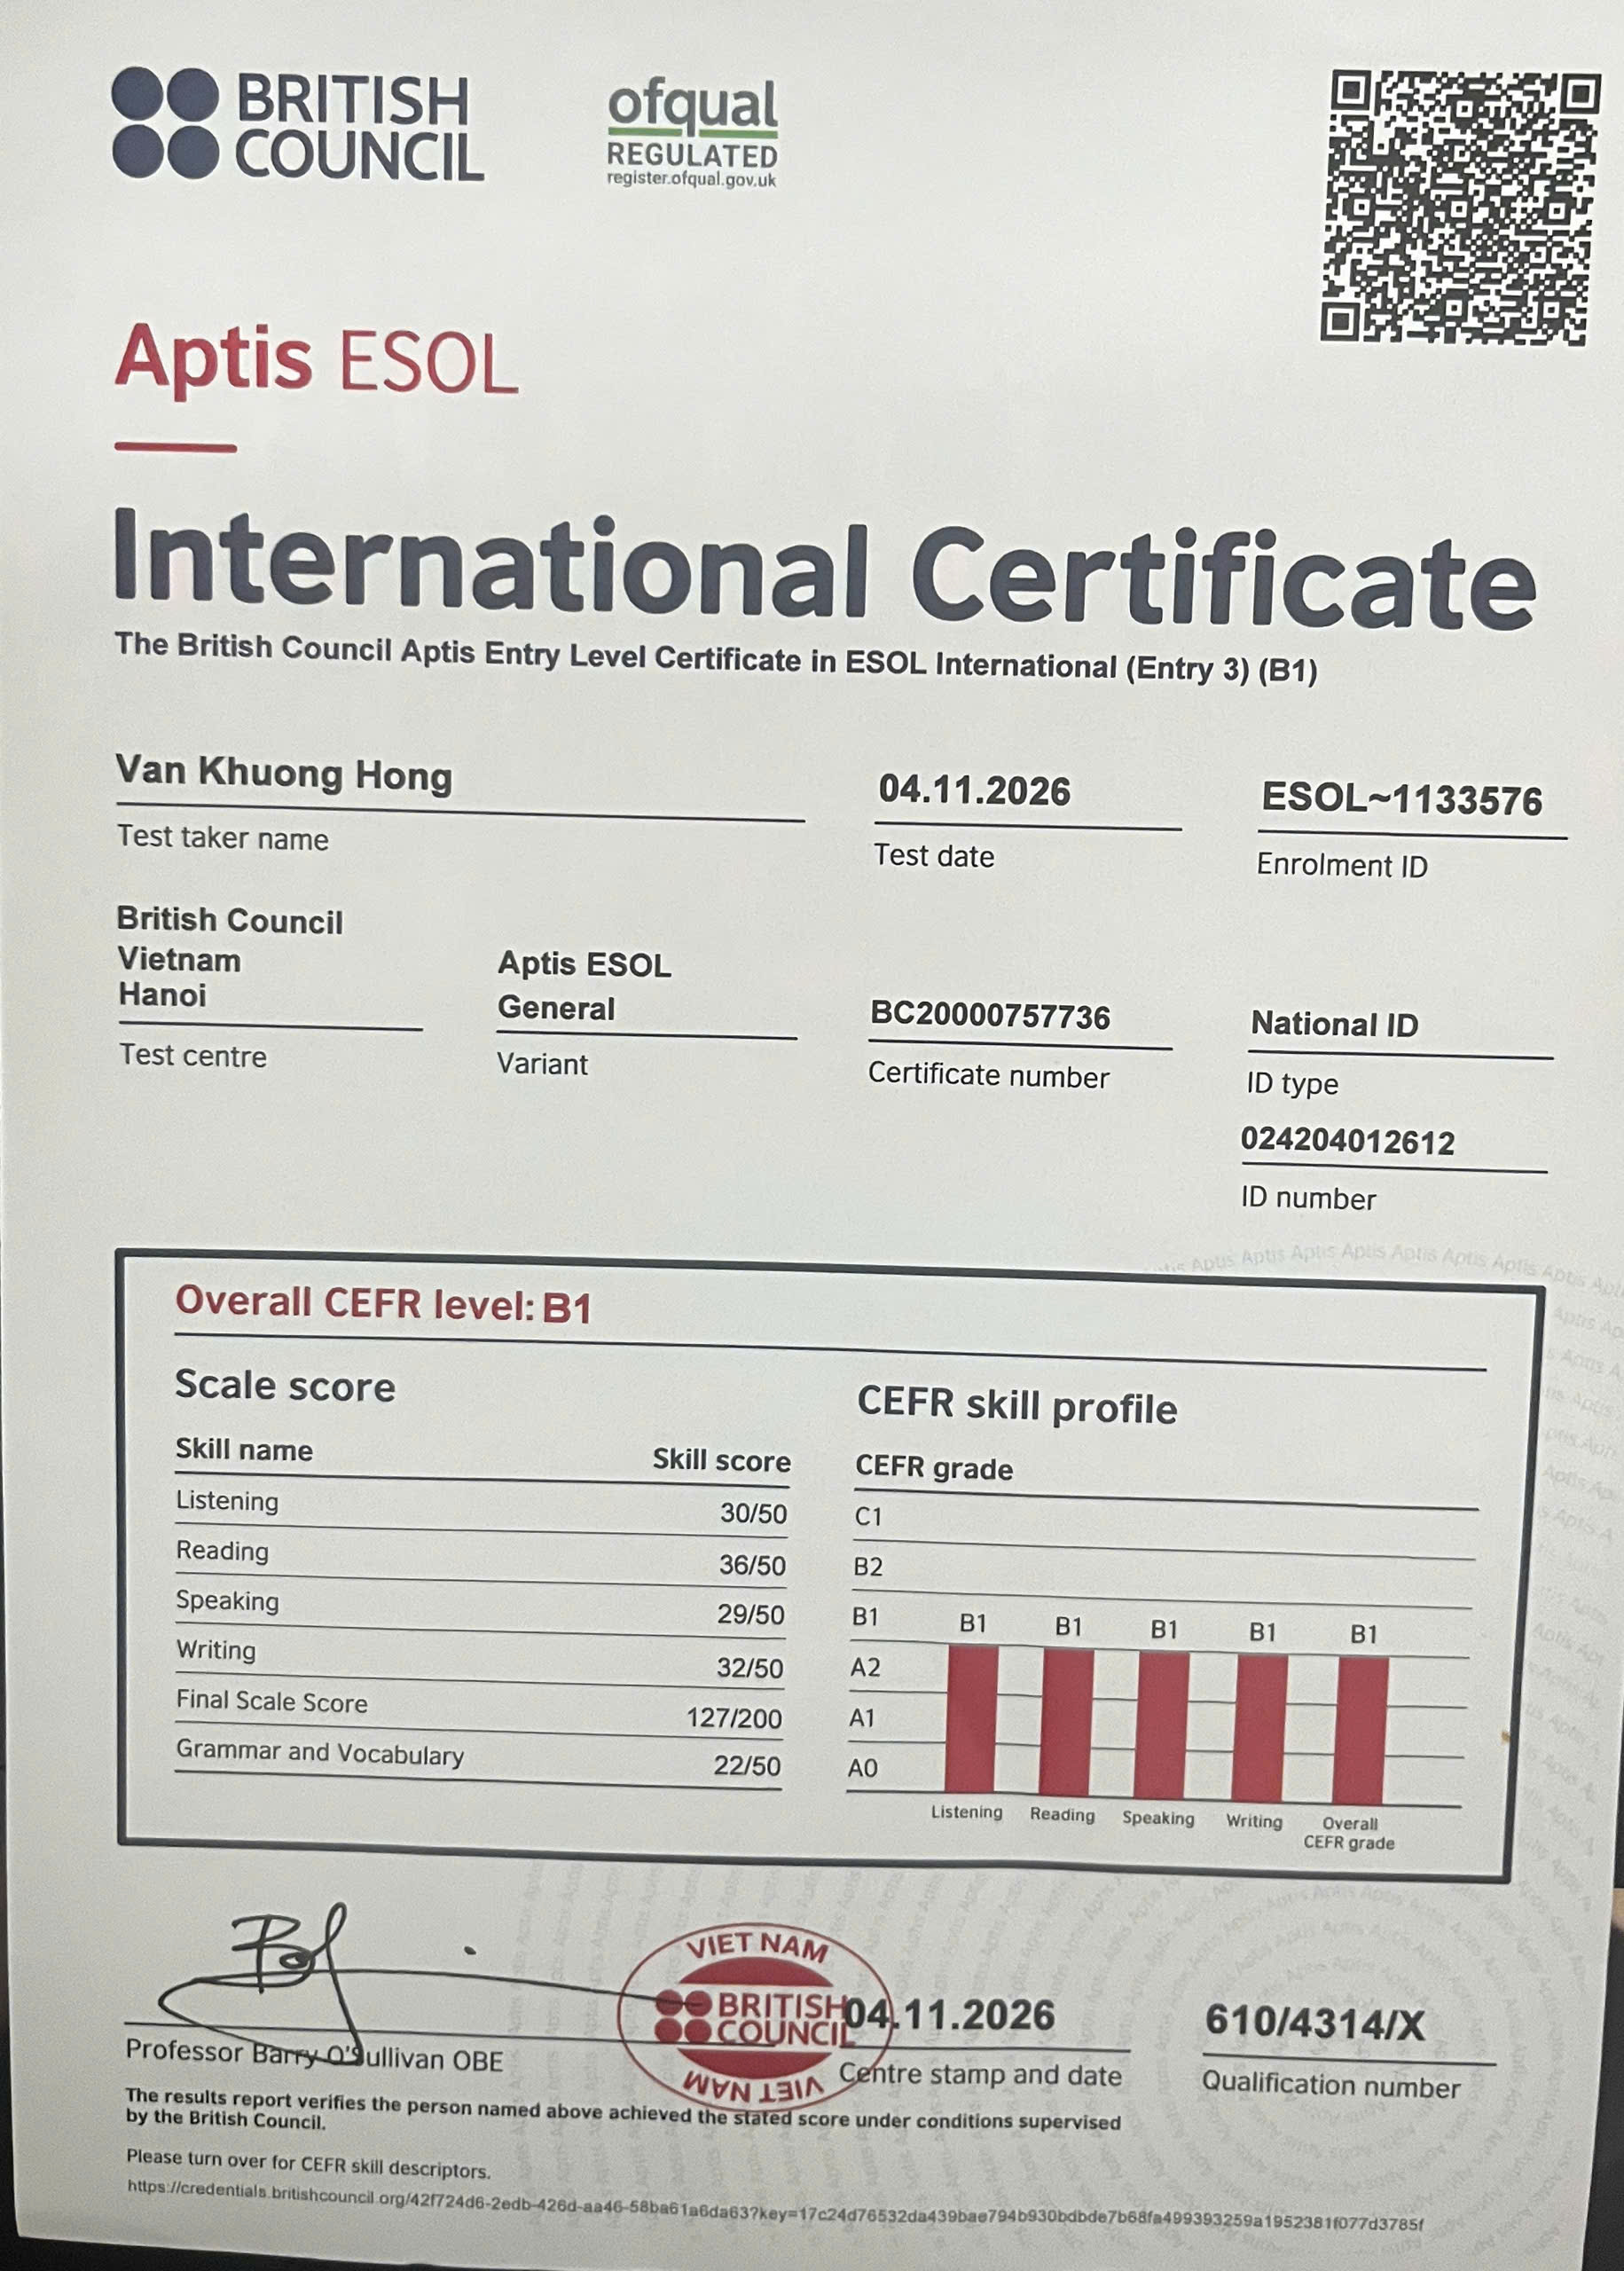 BRITISH
COUNCIL
ofqual
REGULATED
register.ofqual.gov.uk
Aptis ESOL
International Certificate
The British Council Aptis Entry Level Certificate in ESOL International (Entry 3) (B1)
Van Khuong Hong
Test taker name
04.11.2026
Test date
ESOL~1133576
Enrolment ID
British Council
Vietnam
Hanoi
Test centre
Aptis ESOL
General
Variant
BC20000757736
Certificate number
National ID
ID type
024204012612
ID number
Overall CEFR level: B1
Scale score
Skill name Skill score
Listening 30/50
Reading 36/50
Speaking 29/50
Writing 32/50
Final Scale Score 127/200
Grammar and Vocabulary 22/50
CEFR skill profile
CEFR grade
C1
B2
B1 B1 B1 B1 B1 B1
A2
A1
A0
Listening Reading Speaking Writing Overall
CEFR grade
Professor Barry O'Sullivan OBE
VIET NAM
BRITISH
COUNCIL
VIET NAM
04.11.2026
Centre stamp and date
610/4314/X
Qualification number
The results report verifies the person named above achieved the stated score under conditions supervised
by the British Council.
Please turn over for CEFR skill descriptors.
https://credentials.britishcouncil.org/42f724d6-2edb-426d-aa46-58ba61a6da63?key=17c24d76532da439bae794b930bdbde7b68fa499393259a1952381f077d3785f